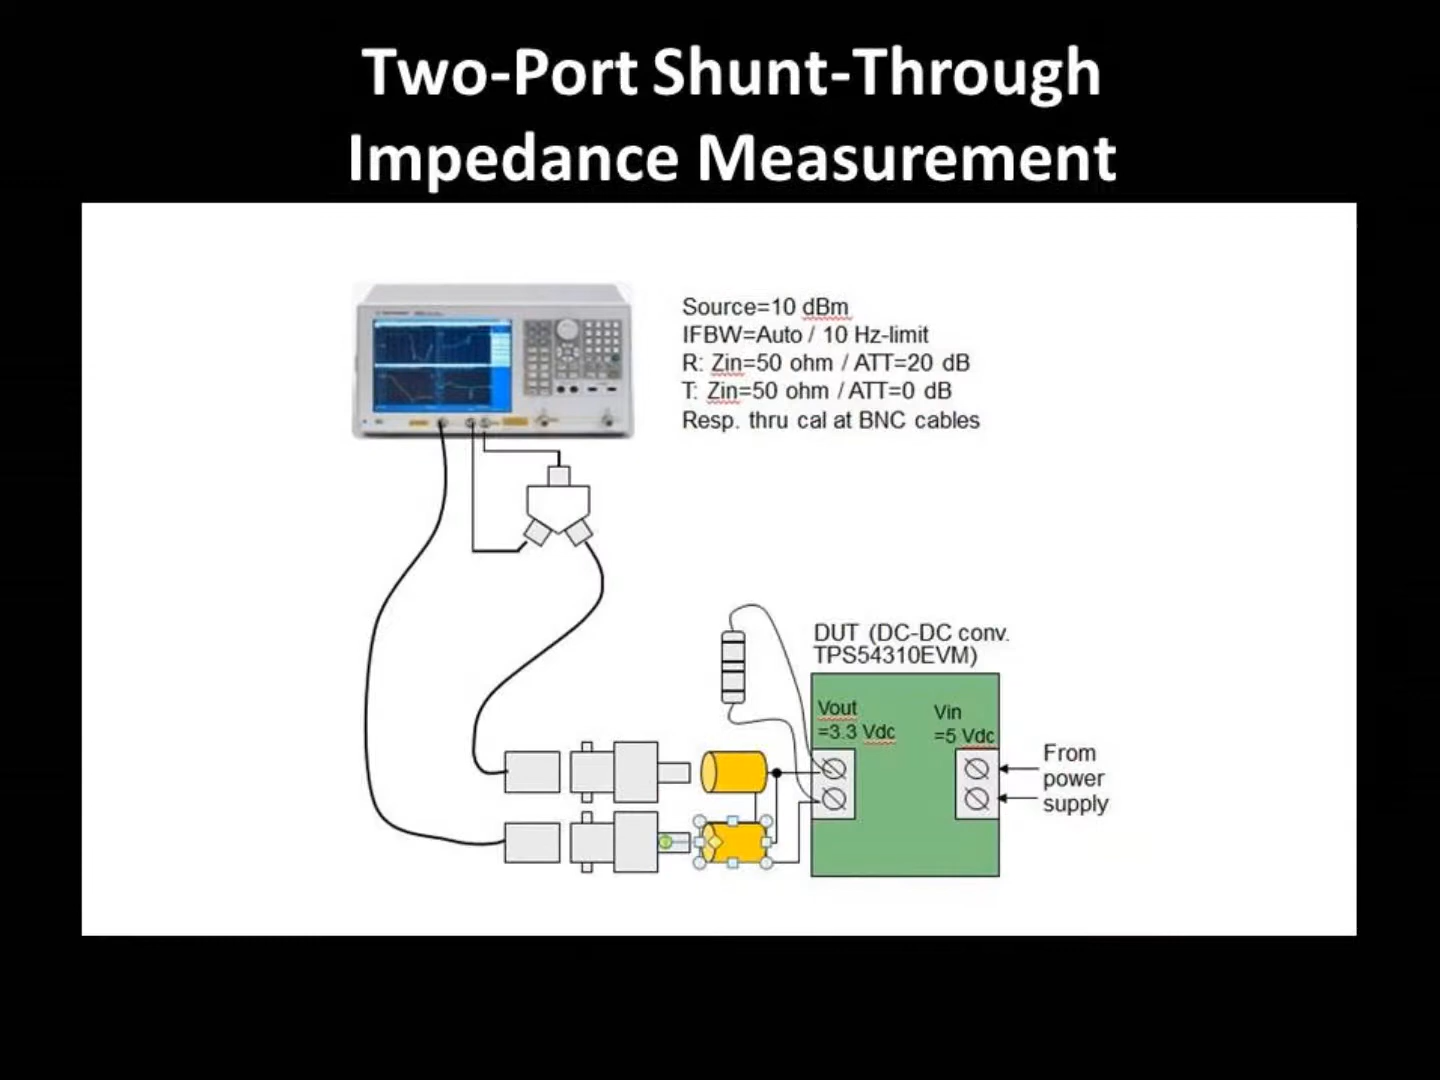 Two-Port Shunt-Through
Impedance Measurement
Source=10 dBm
IFBW=Auto / 10 Hz-limit
R: Zin=50 ohm / ATT=20 dB
T: Zin=50 ohm / ATT=0 dB
Resp. thru cal at BNC cables
DUT (DC-DC conv.
TPS54310EVM)
Vout
=3.3 Vdc
Vin
=5 Vdc
From
power
supply